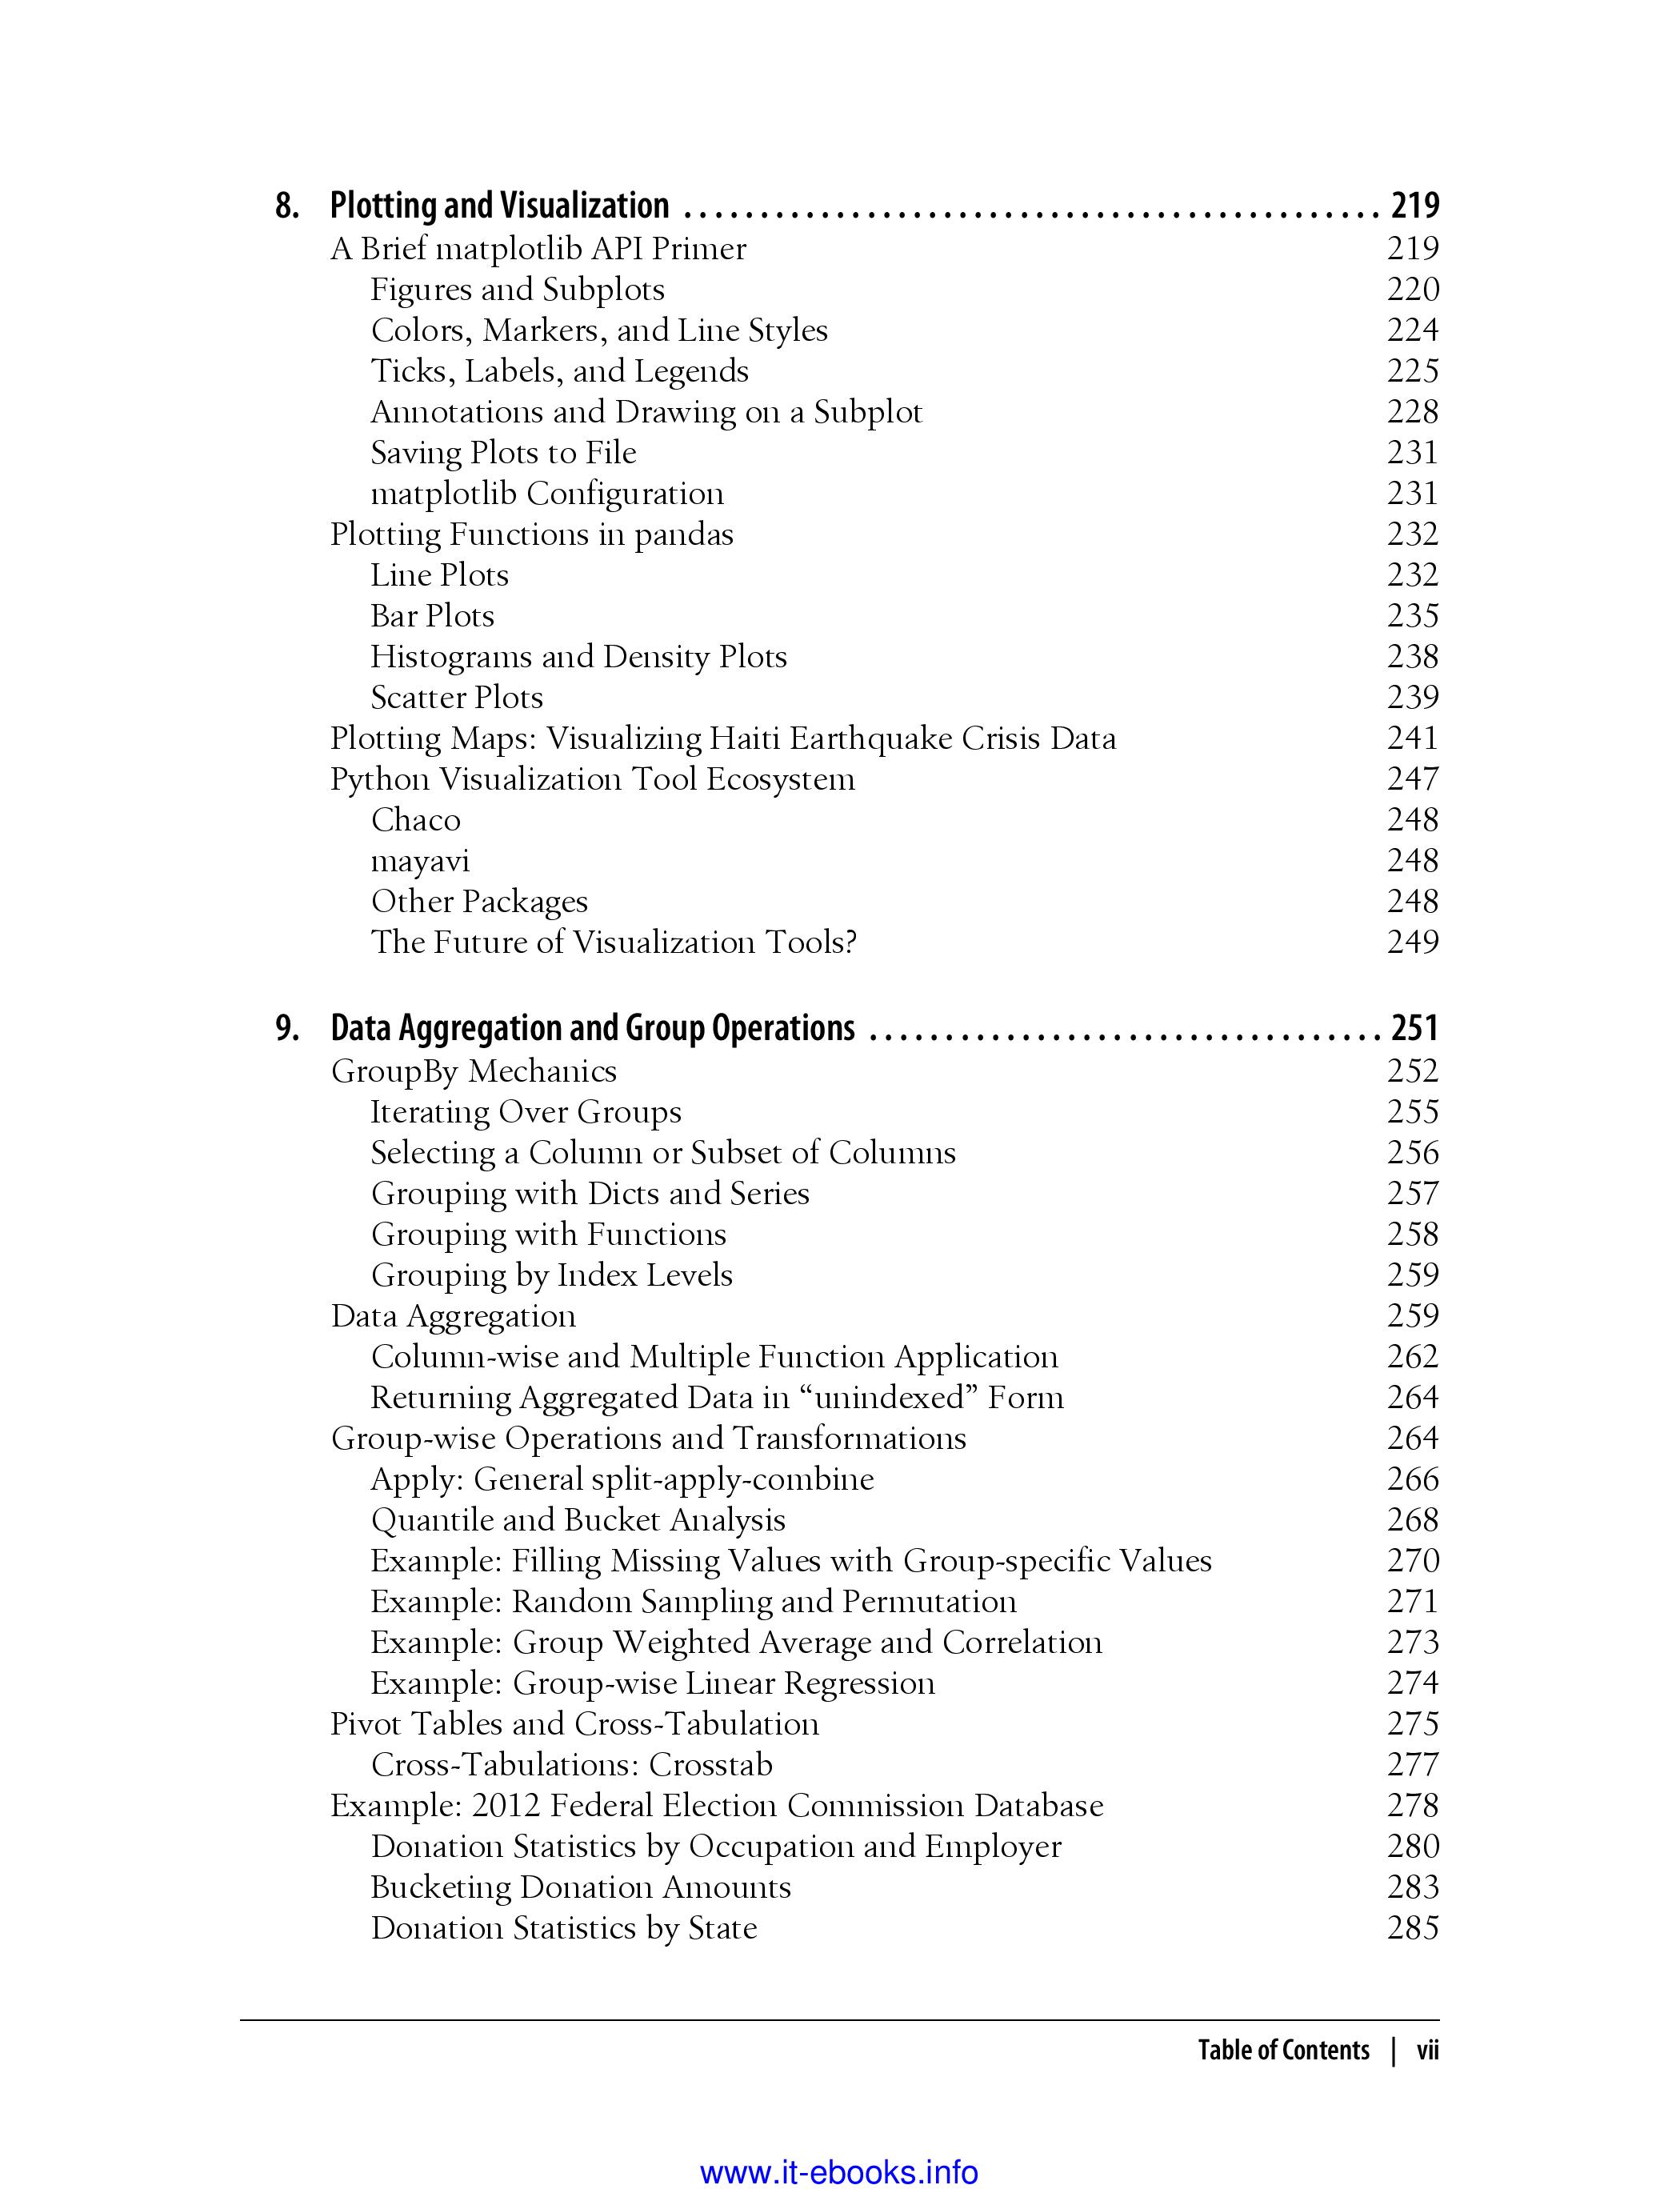 8. Plotting and Visualization . . . . . . . . . . . . . . . . . . . . . . . . . . . . . . . . . . . . . . . . . . . . . . 219
A Brief matplotlib API Primer 219
Figures and Subplots 220
Colors, Markers, and Line Styles 224
Ticks, Labels, and Legends 225
Annotations and Drawing on a Subplot 228
Saving Plots to File 231
matplotlib Configuration 231
Plotting Functions in pandas 232
Line Plots 232
Bar Plots 235
Histograms and Density Plots 238
Scatter Plots 239
Plotting Maps: Visualizing Haiti Earthquake Crisis Data 241
Python Visualization Tool Ecosystem 247
Chaco 248
mayavi 248
Other Packages 248
The Future of Visualization Tools? 249
9. Data Aggregation and Group Operations . . . . . . . . . . . . . . . . . . . . . . . . . . . . . . . . . . 251
GroupBy Mechanics 252
Iterating Over Groups 255
Selecting a Column or Subset of Columns 256
Grouping with Dicts and Series 257
Grouping with Functions 258
Grouping by Index Levels 259
Data Aggregation 259
Column-wise and Multiple Function Application 262
Returning Aggregated Data in “unindexed” Form 264
Group-wise Operations and Transformations 264
Apply: General split-apply-combine 266
Quantile and Bucket Analysis 268
Example: Filling Missing Values with Group-specific Values 270
Example: Random Sampling and Permutation 271
Example: Group Weighted Average and Correlation 273
Example: Group-wise Linear Regression 274
Pivot Tables and Cross-Tabulation 275
Cross-Tabulations: Crosstab 277
Example: 2012 Federal Election Commission Database 278
Donation Statistics by Occupation and Employer 280
Bucketing Donation Amounts 283
Donation Statistics by State 285
Table of Contents | vii
www.it-ebooks.info